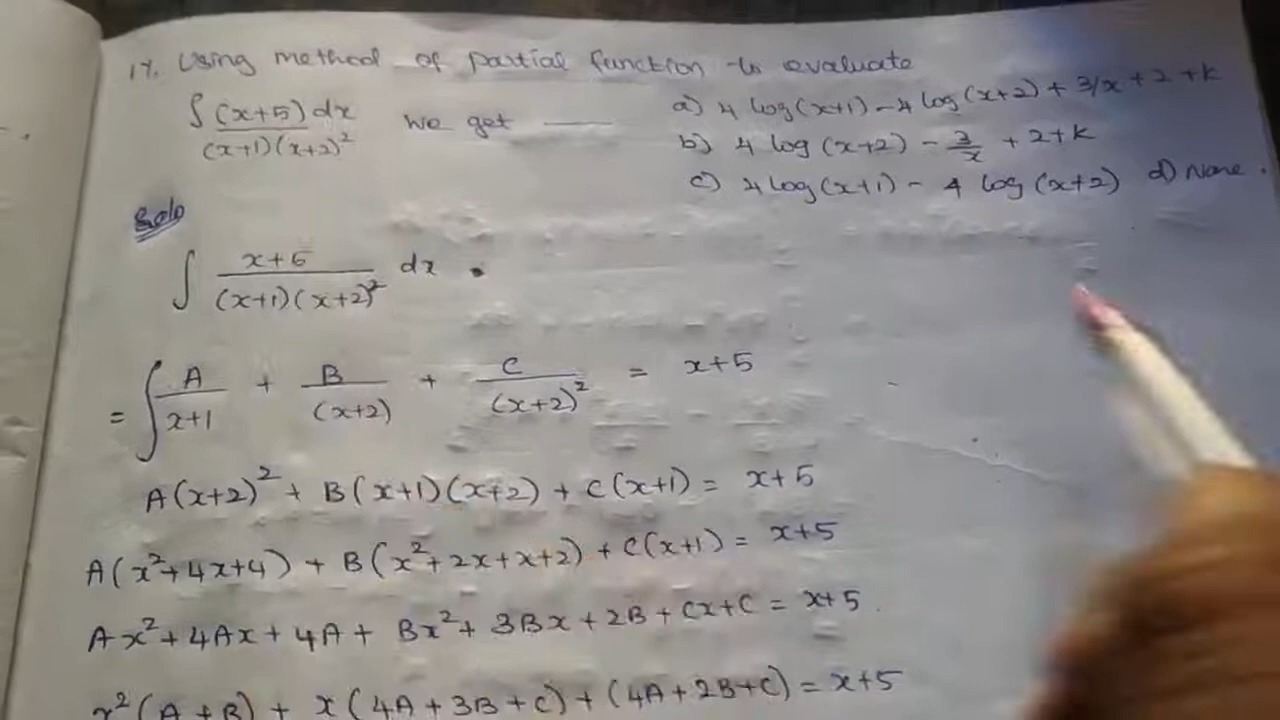 17. Using method of partial function to evaluate
∫ (x+5) dx / (x+1)(x+2)² we get ___
a) 4 log(x+1) - 4 log(x+2) + 3/x + 2 + k
b) 4 log (x+2) - 3/x + 2 + k
c) 4 log(x+1) - 4 log (x+2) d) None.
Soln
∫ x+5 / (x+1)(x+2)² dx .
= ∫ A / x+1 + B / (x+2) + C / (x+2)² = x+5
A(x+2)² + B(x+1)(x+2) + C(x+1) = x+5
A(x²+4x+4) + B(x²+2x+x+2) + C(x+1) = x+5
Ax²+4Ax+4A + Bx²+3Bx+2B+Cx+C = x+5.
x²(A+B) + x(4A+3B+C) + (4A+2B+C) = x+5